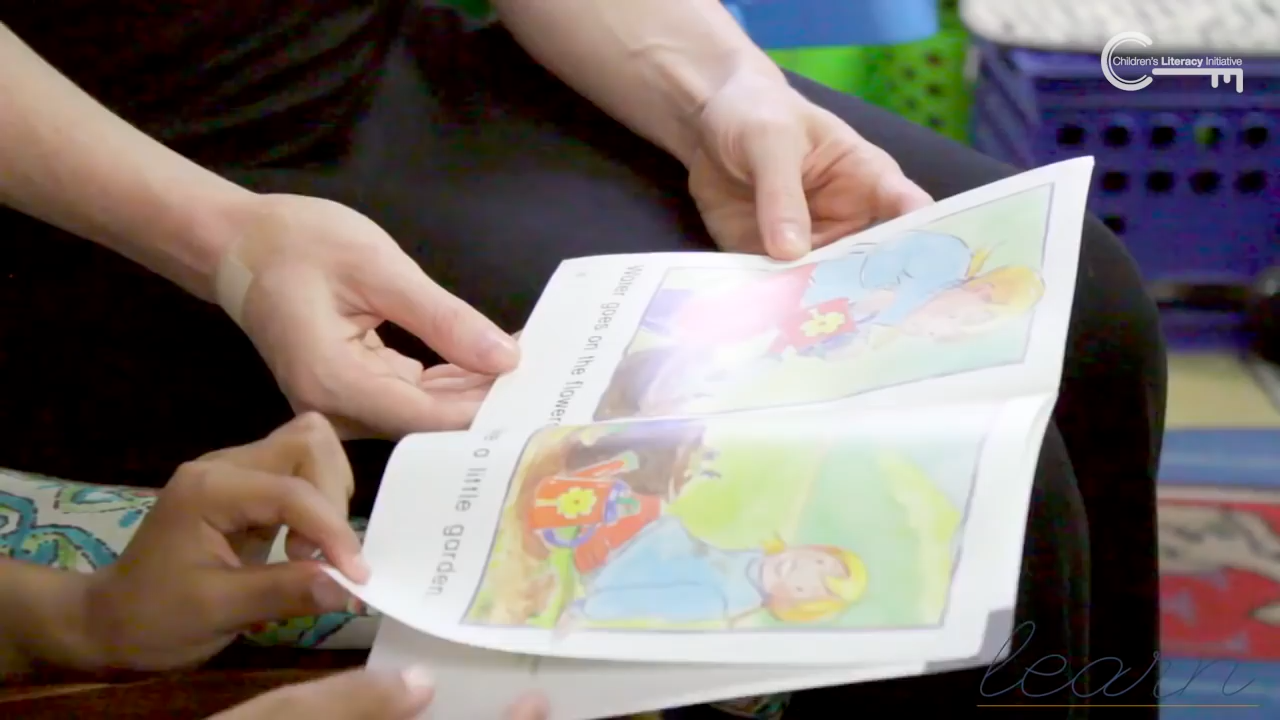 Children's Literacy Initiative
Water goes on the flower
a little garden.
learn